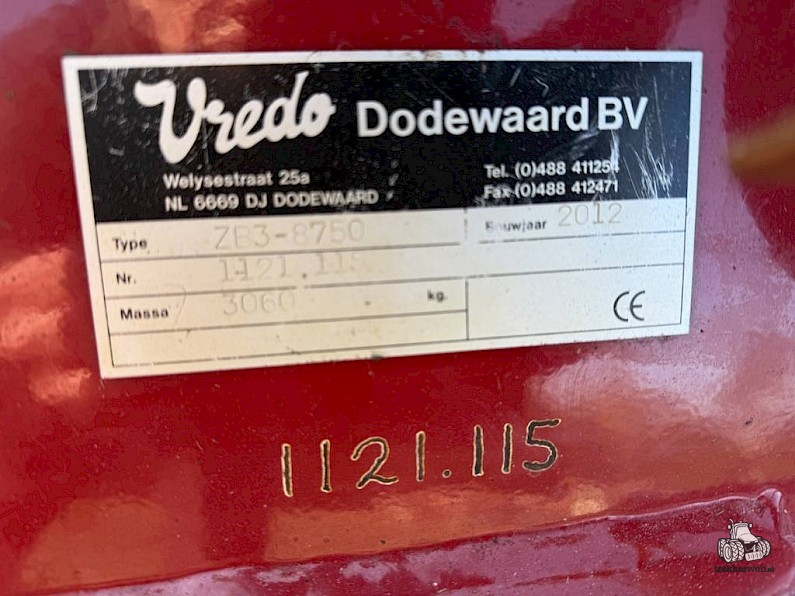 Vredo Dodewaard BV
Welysestraat 25a
NL 6669 DJ DODEWAARD
Tel. (0)488 411254
Fax (0)488 412471
Type ZB3-8750
Bouwjaar 2012
Nr. 1121.115
Massa 3060 kg.
CE
1121.115